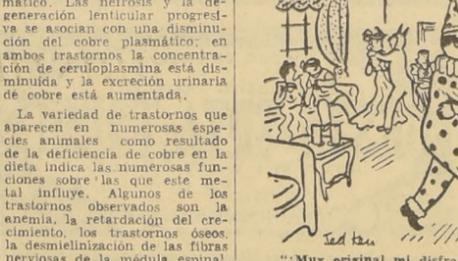 mático. Las nefrosis y la de-
generación lenticular progresi-
va se asocian con una disminu-
ción del cobre plasmático; en
ambos trastornos la concentra-
ción de ceruloplasmina está dis-
minuída y la excreción urinaria
de cobre está aumentada.
La variedad de trastornos que
aparecen en numerosas espe-
cies animales como resultado
de la deficiencia de cobre en la
dieta indica las numerosas fun-
ciones sobre las que este me-
tal influye. Algunos de los
trastornos observados son la
anemia, la retardación del cre-
cimiento, los trastornos óseos,
la desmielinización de las fibras
nerviosas de la médula espinal
Ted Key
"Muy original mi disfra